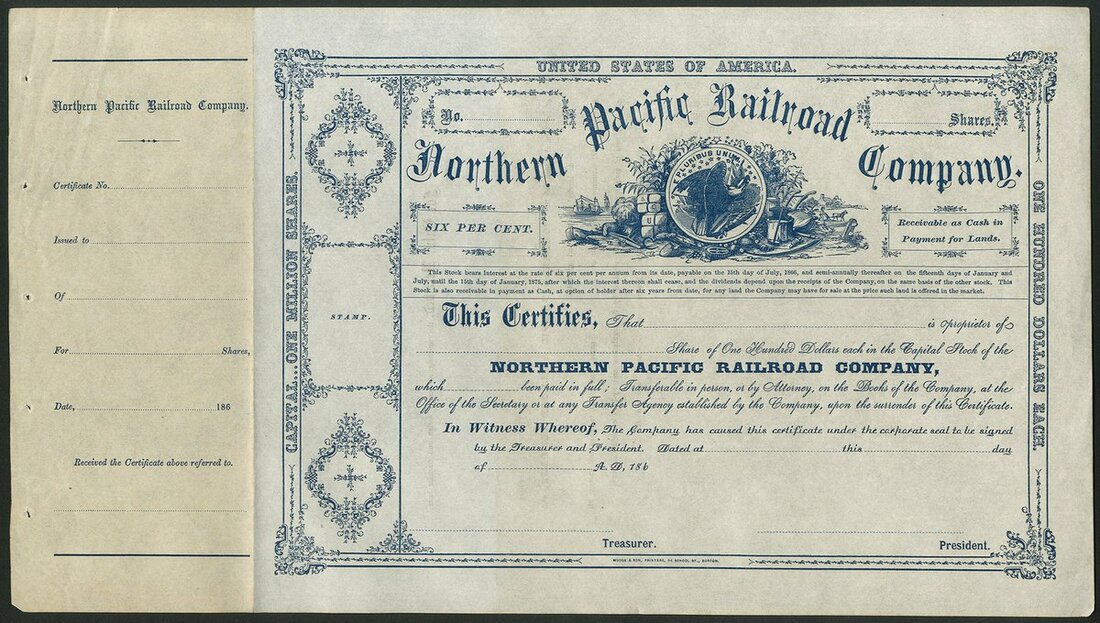 Northern Pacific Railroad Company.
Certificate No.
Issued to
Of
For Shares,
Date, 186
Received the Certificate above referred to.
UNITED STATES OF AMERICA.
CAPITAL...ONE MILLION SHARES.
ONE HUNDRED DOLLARS EACH.
No.
Shares.
Northern Pacific Railroad Company.
E PLURIBUS UNUM
SIX PER CENT.
Receivable as Cash in
Payment for Lands.
This Stock bears Interest at the rate of six per cent per annum from its date, payable on the 15th day of July, 1866, and semi-annually thereafter on the fifteenth days of January and
July, until the 15th day of January, 1875, after which the interest thereon shall cease, and the dividends depend upon the receipts of the Company, on the same basis of the other stock. This
Stock is also receivable in payment as Cash, at option of holder after six years from date, for any land the Company may have for sale at the price such land is offered in the market.
STAMP.
This Certifies, That is proprietor of
Share of One Hundred Dollars each in the Capital Stock of the
NORTHERN PACIFIC RAILROAD COMPANY,
which been paid in full; Transferable in person, or by Attorney, on the Books of the Company, at the
Office of the Secretary or at any Transfer Agency established by the Company, upon the surrender of this Certificate.
In Witness Whereof, The Company has caused this certificate under the corporate seal to be signed
by the Treasurer and President. Dated at this day
of A. D. 186
Treasurer.
President.